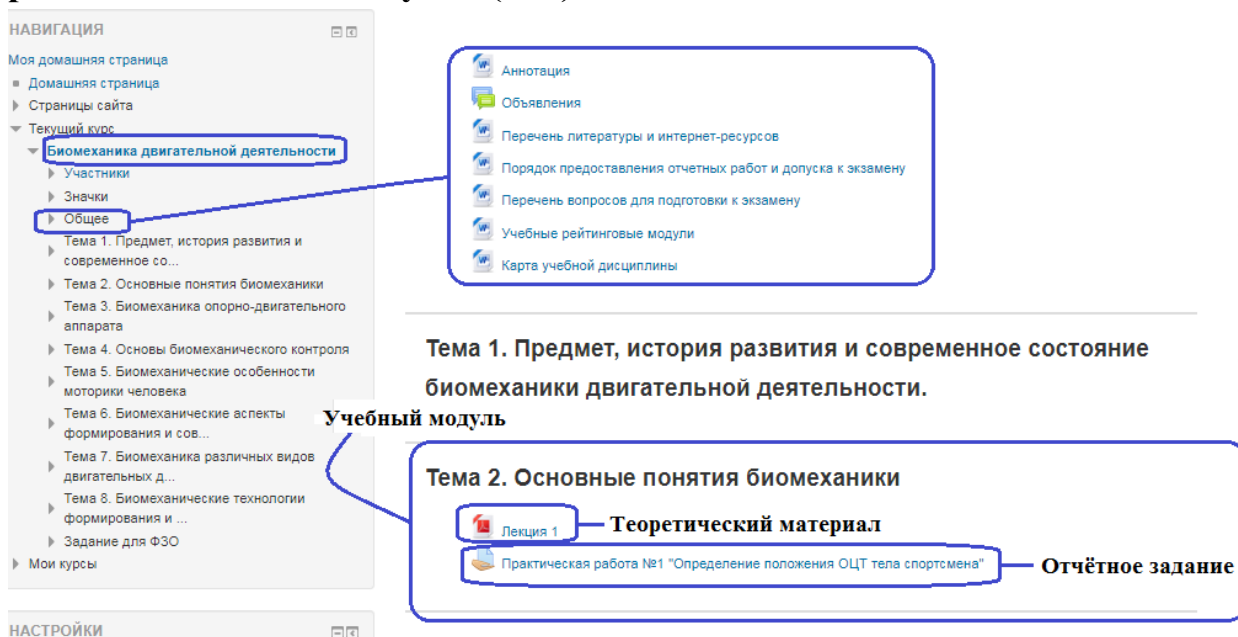 НАВИГАЦИЯ
Моя домашняя страница
Домашняя страница
Страницы сайта
Текущий курс
Биомеханика двигательной деятельности
Участники
Значки
Общее
Тема 1. Предмет, история развития и
современное со...
Тема 2. Основные понятия биомеханики
Тема 3. Биомеханика опорно-двигательного
аппарата
Тема 4. Основы биомеханического контроля
Тема 5. Биомеханические особенности
моторики человека
Тема 6. Биомеханические аспекты
формирования и сов...
Тема 7. Биомеханика различных видов
двигательных д...
Тема 8. Биомеханические технологии
формирования и ...
Задание для ФЗО
Мои курсы
НАСТРОЙКИ
Аннотация
Объявления
Перечень литературы и интернет-ресурсов
Порядок предоставления отчетных работ и допуска к экзамену
Перечень вопросов для подготовки к экзамену
Учебные рейтинговые модули
Карта учебной дисциплины
Тема 1. Предмет, история развития и современное состояние
биомеханики двигательной деятельности.
Учебный модуль
Тема 2. Основные понятия биомеханики
Лекция 1
Теоретический материал
Практическая работа №1 "Определение положения ОЦТ тела спортсмена"
Отчётное задание